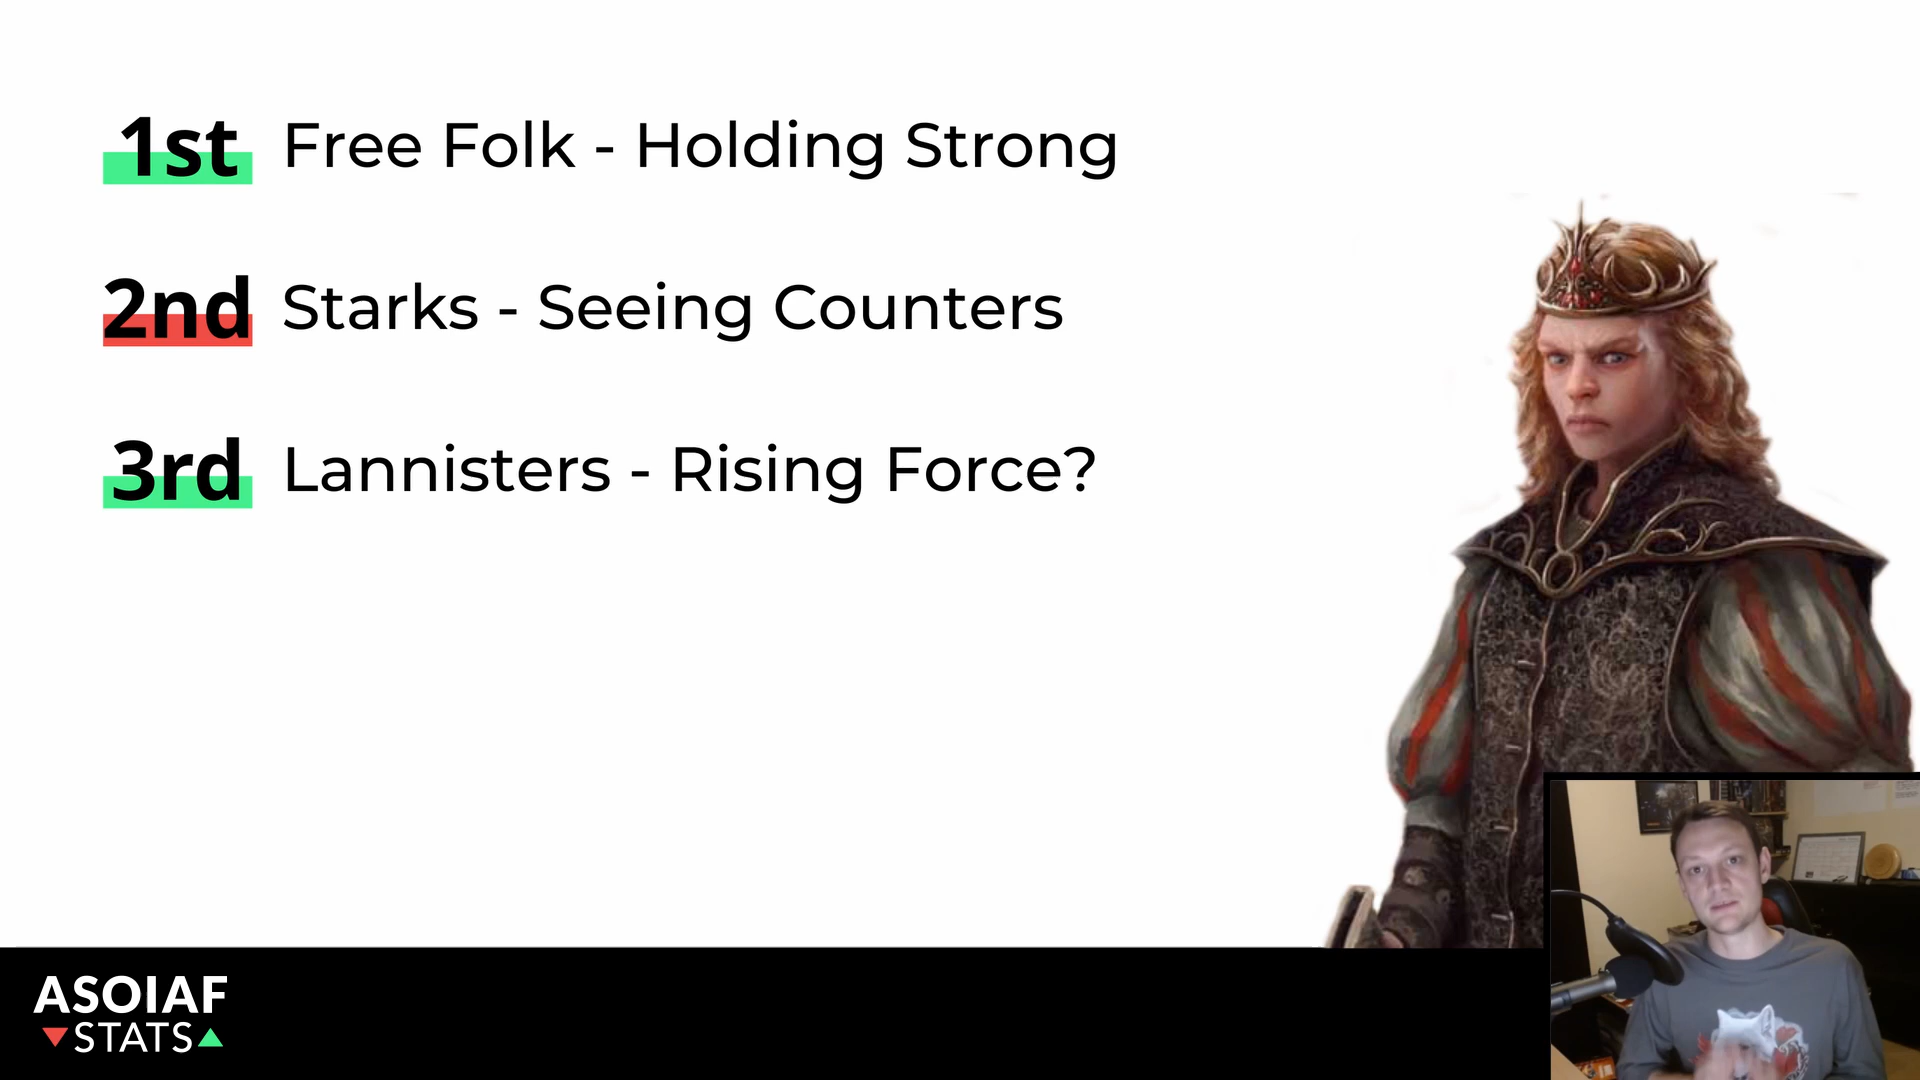 1st Free Folk - Holding Strong
2nd Starks - Seeing Counters
3rd Lannisters - Rising Force?
ASOIAF
STATS